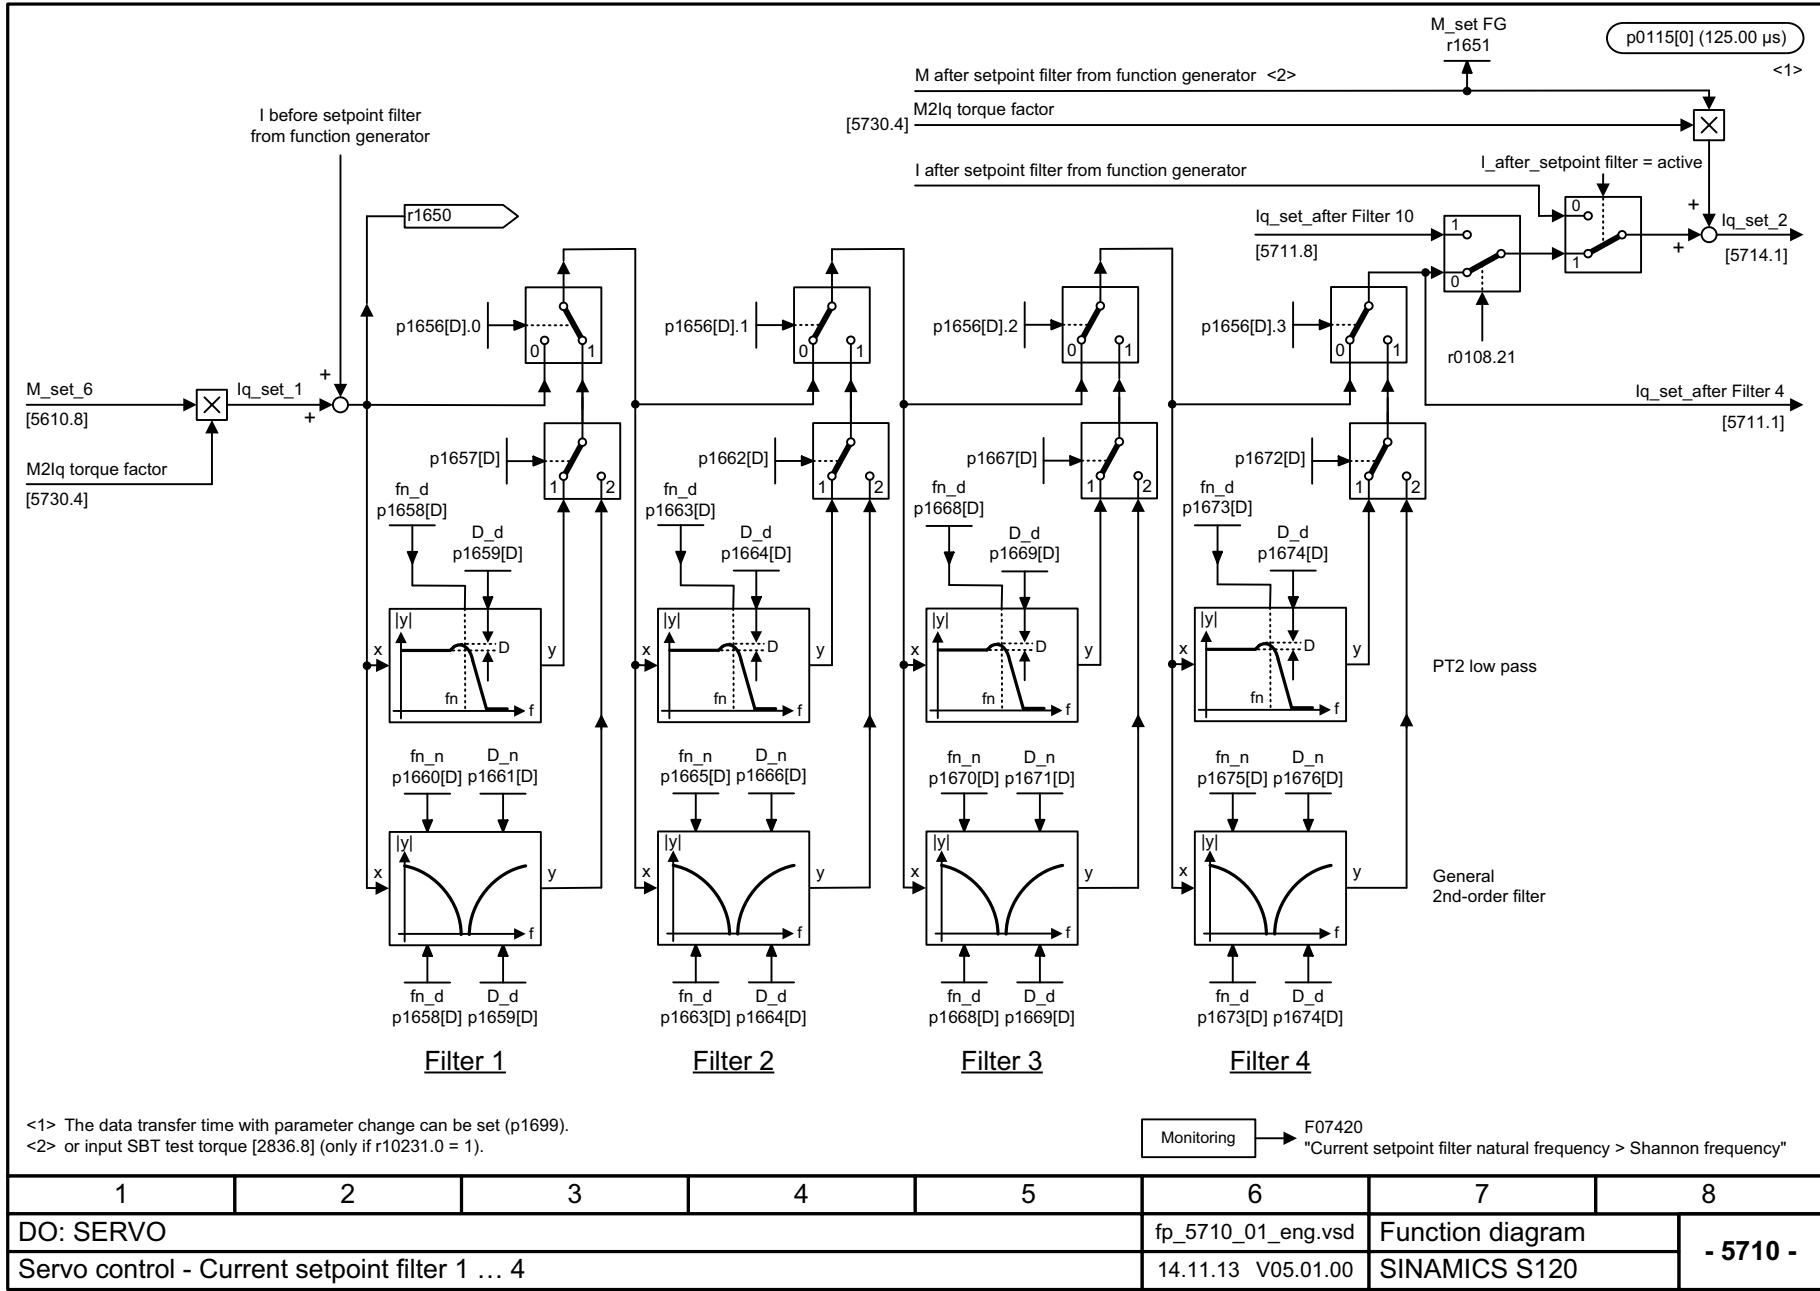 M_set FG
r1651
p0115[0] (125.00 µs)
<1>
M after setpoint filter from function generator <2>
M2Iq torque factor
[5730.4]
I before setpoint filter
from function generator
I after setpoint filter from function generator
I_after_setpoint filter = active
r1650
Iq_set_after Filter 10
[5711.8]
1
0
0
1
+
+
Iq_set_2
[5714.1]
r0108.21
p1656[D].0
0
1
p1656[D].1
0
1
p1656[D].2
0
1
p1656[D].3
0
1
M_set_6
[5610.8]
Iq_set_1
+
+
Iq_set_after Filter 4
[5711.1]
M2Iq torque factor
[5730.4]
p1657[D]
1
2
p1662[D]
1
2
p1667[D]
1
2
p1672[D]
1
2
fn_d
p1658[D]
D_d
p1659[D]
fn_d
p1663[D]
D_d
p1664[D]
fn_d
p1668[D]
D_d
p1669[D]
fn_d
p1673[D]
D_d
p1674[D]
x
|y|
D
fn
f
y
x
|y|
D
fn
f
y
x
|y|
D
fn
f
y
x
|y|
D
fn
f
y
PT2 low pass
fn_n
p1660[D]
D_n
p1661[D]
fn_n
p1665[D]
D_n
p1666[D]
fn_n
p1670[D]
D_n
p1671[D]
fn_n
p1675[D]
D_n
p1676[D]
x
|y|
f
y
x
|y|
f
y
x
|y|
f
y
x
|y|
f
y
General
2nd-order filter
fn_d
p1658[D]
D_d
p1659[D]
fn_d
p1663[D]
D_d
p1664[D]
fn_d
p1668[D]
D_d
p1669[D]
fn_d
p1673[D]
D_d
p1674[D]
Filter 1
Filter 2
Filter 3
Filter 4
<1> The data transfer time with parameter change can be set (p1699).
<2> or input SBT test torque [2836.8] (only if r10231.0 = 1).
Monitoring
F07420
"Current setpoint filter natural frequency > Shannon frequency"
1 2 3 4 5 6 7 8
DO: SERVO
fp_5710_01_eng.vsd
Function diagram
- 5710 -
Servo control - Current setpoint filter 1 … 4
14.11.13 V05.01.00
SINAMICS S120